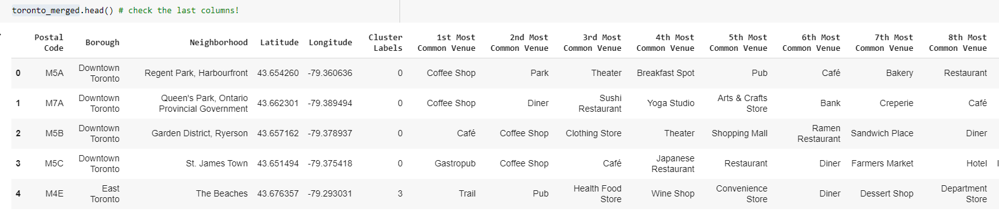 toronto_merged.head() # check the last columns!
Postal Code Borough Neighborhood Latitude Longitude Cluster Labels 1st Most Common Venue 2nd Most Common Venue 3rd Most Common Venue 4th Most Common Venue 5th Most Common Venue 6th Most Common Venue 7th Most Common Venue 8th Most Common Venue
0 M5A Downtown Toronto Regent Park, Harbourfront 43.654260 -79.360636 0 Coffee Shop Park Theater Breakfast Spot Pub Café Bakery Restaurant
1 M7A Downtown Toronto Queen's Park, Ontario Provincial Government 43.662301 -79.389494 0 Coffee Shop Diner Sushi Restaurant Yoga Studio Arts & Crafts Store Bank Creperie Café
2 M5B Downtown Toronto Garden District, Ryerson 43.657162 -79.378937 0 Café Coffee Shop Clothing Store Theater Shopping Mall Ramen Restaurant Sandwich Place Diner
3 M5C Downtown Toronto St. James Town 43.651494 -79.375418 0 Gastropub Coffee Shop Café Japanese Restaurant Restaurant Diner Farmers Market Hotel
4 M4E East Toronto The Beaches 43.676357 -79.293031 3 Trail Pub Health Food Store Wine Shop Convenience Store Diner Dessert Shop Department Store